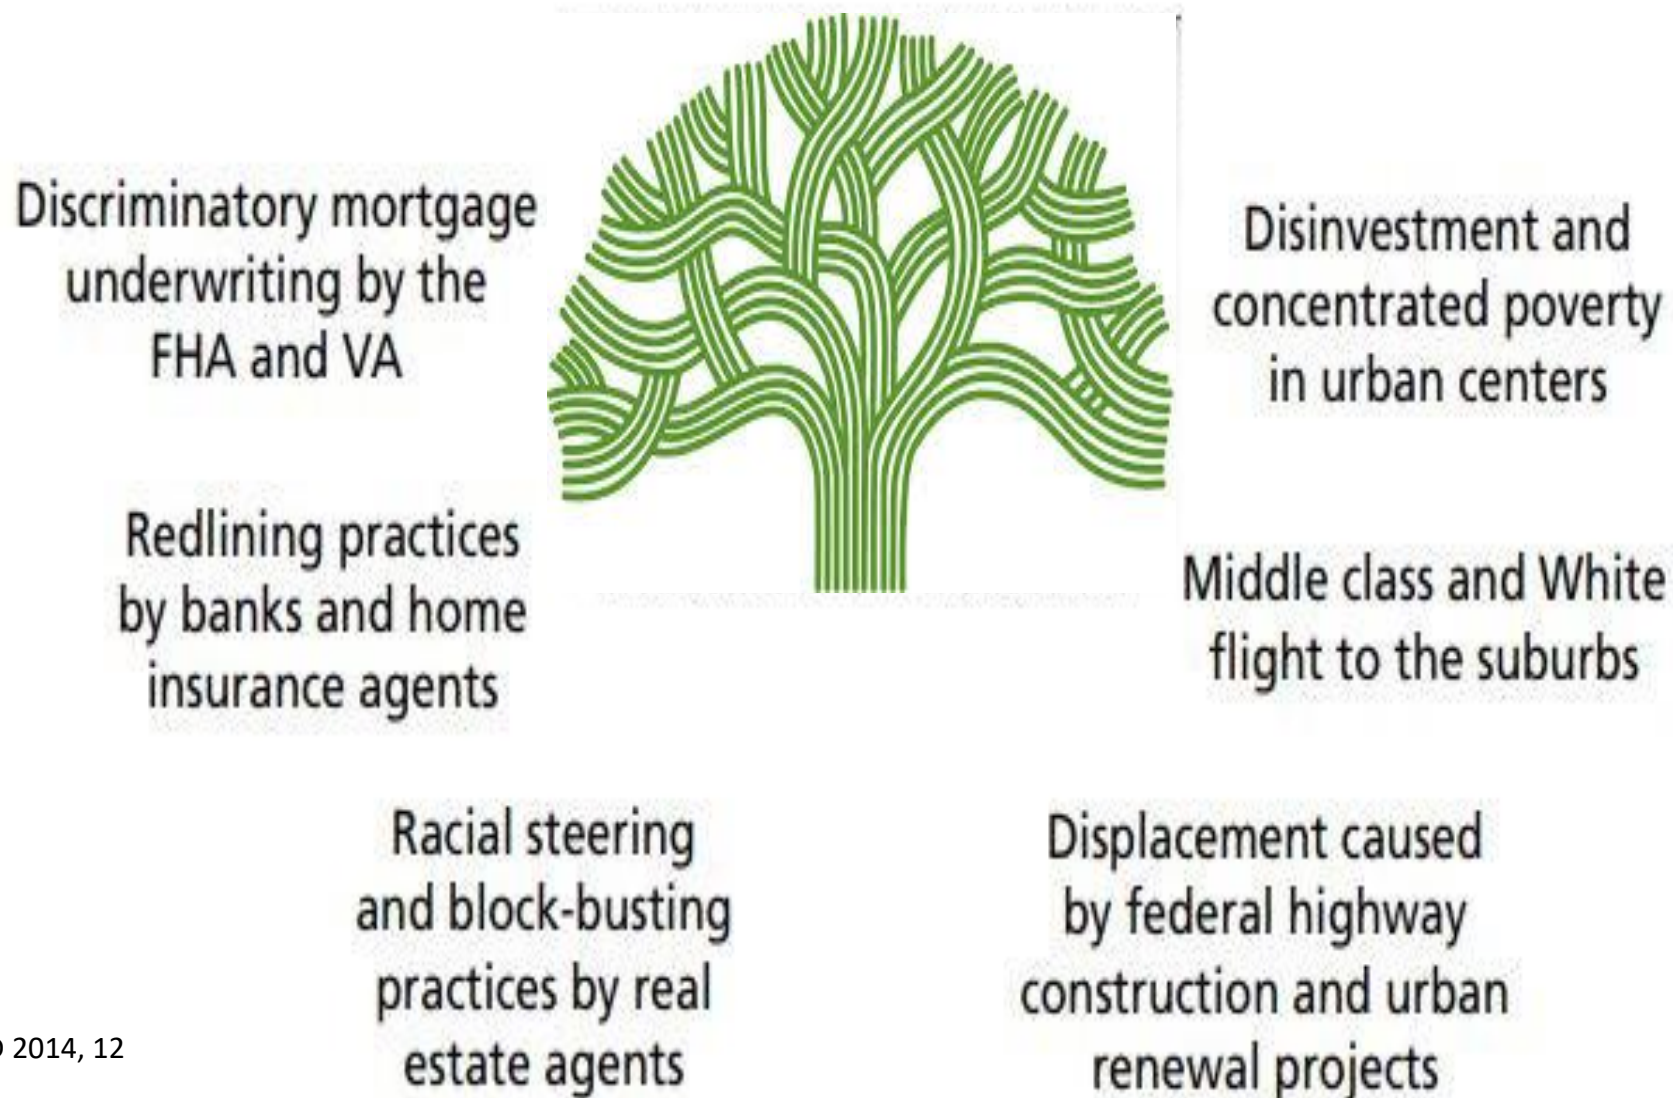 Discriminatory mortgage
underwriting by the
FHA and VA
Redlining practices
by banks and home
insurance agents
Racial steering
and block-busting
practices by real
estate agents
Disinvestment and
concentrated poverty
in urban centers
Middle class and White
flight to the suburbs
Displacement caused
by federal highway
construction and urban
renewal projects
2014, 12